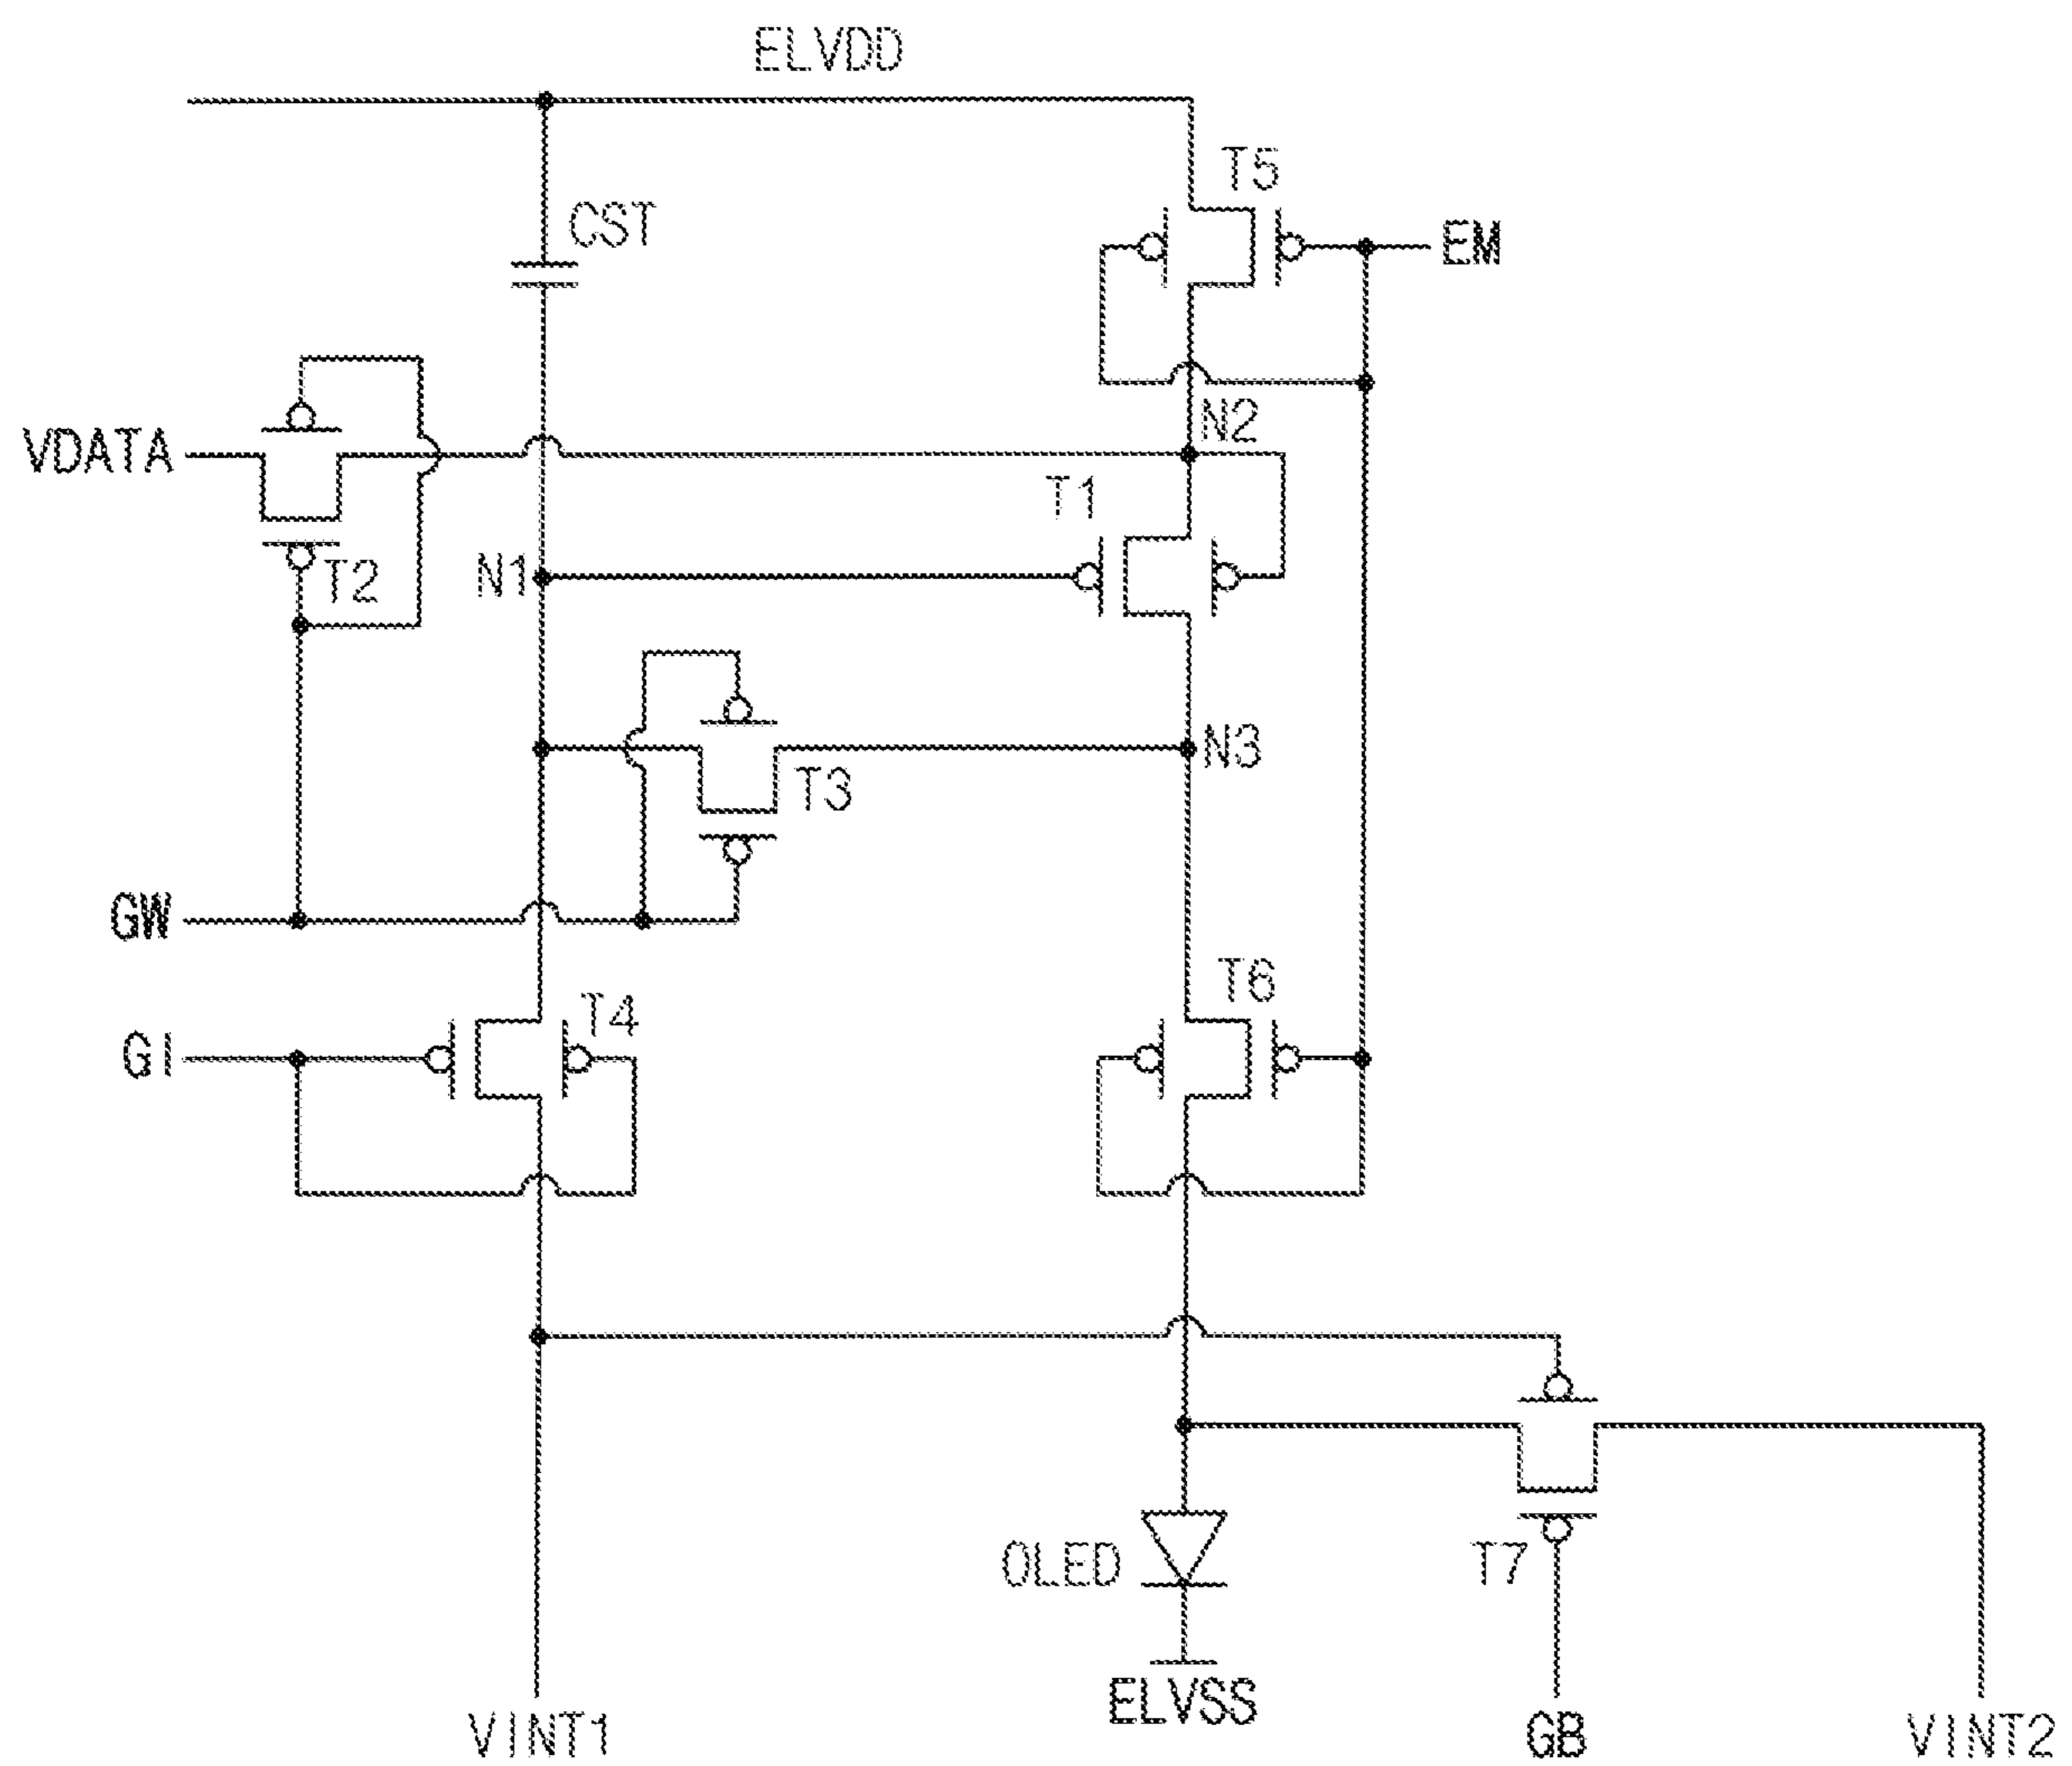 ELVDD
T5
CST
EM
N2
VDATA
T1
T2
N1
N3
T3
GW
T6
T4
GI
OLED
T7
ELVSS
VINT1
GB
VINT2